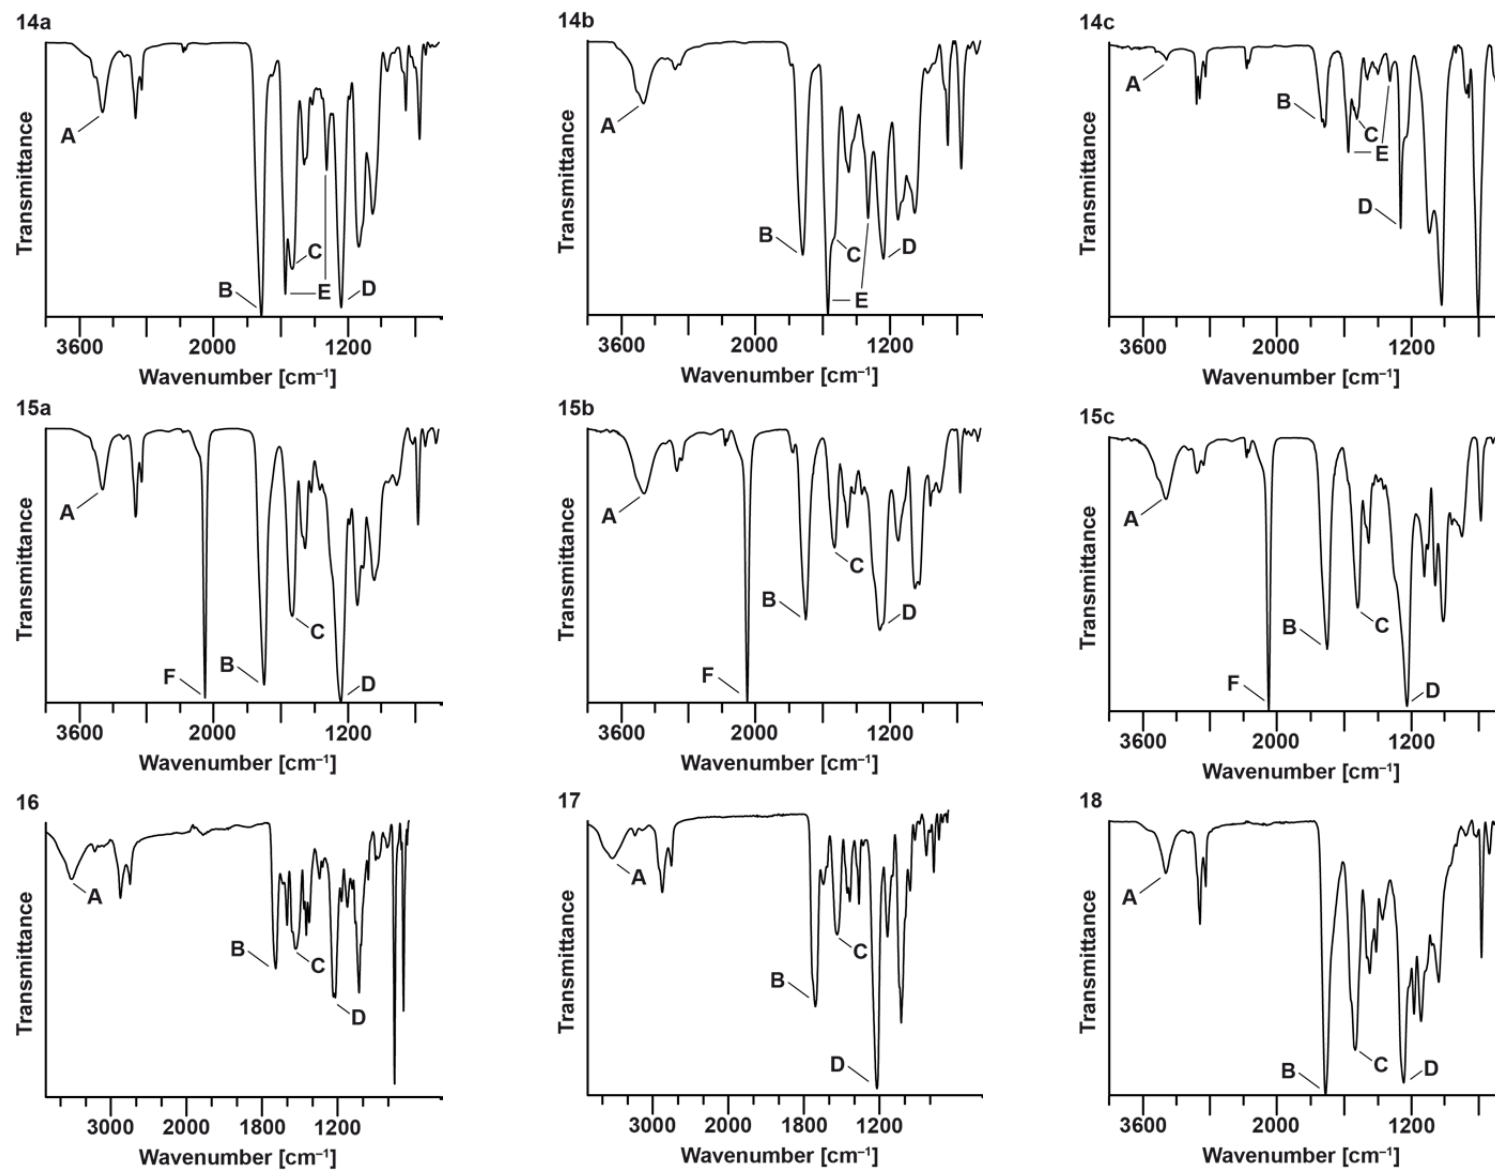 14a
A
B
C
E
D
Transmittance
3600 2000 1200
Wavenumber [cm⁻¹]
14b
A
B
C
D
E
Transmittance
3600 2000 1200
Wavenumber [cm⁻¹]
14c
A
B
C
E
D
Transmittance
3600 2000 1200
Wavenumber [cm⁻¹]
15a
A
C
B
F
D
Transmittance
3600 2000 1200
Wavenumber [cm⁻¹]
15b
A
C
B
D
F
Transmittance
3600 2000 1200
Wavenumber [cm⁻¹]
15c
A
B
C
F
D
Transmittance
3600 2000 1200
Wavenumber [cm⁻¹]
16
A
B
C
D
Transmittance
3000 2000 1800 1200
Wavenumber [cm⁻¹]
17
A
C
B
D
Transmittance
3000 2000 1800 1200
Wavenumber [cm⁻¹]
18
A
C
B
D
Transmittance
3600 2000 1200
Wavenumber [cm⁻¹]